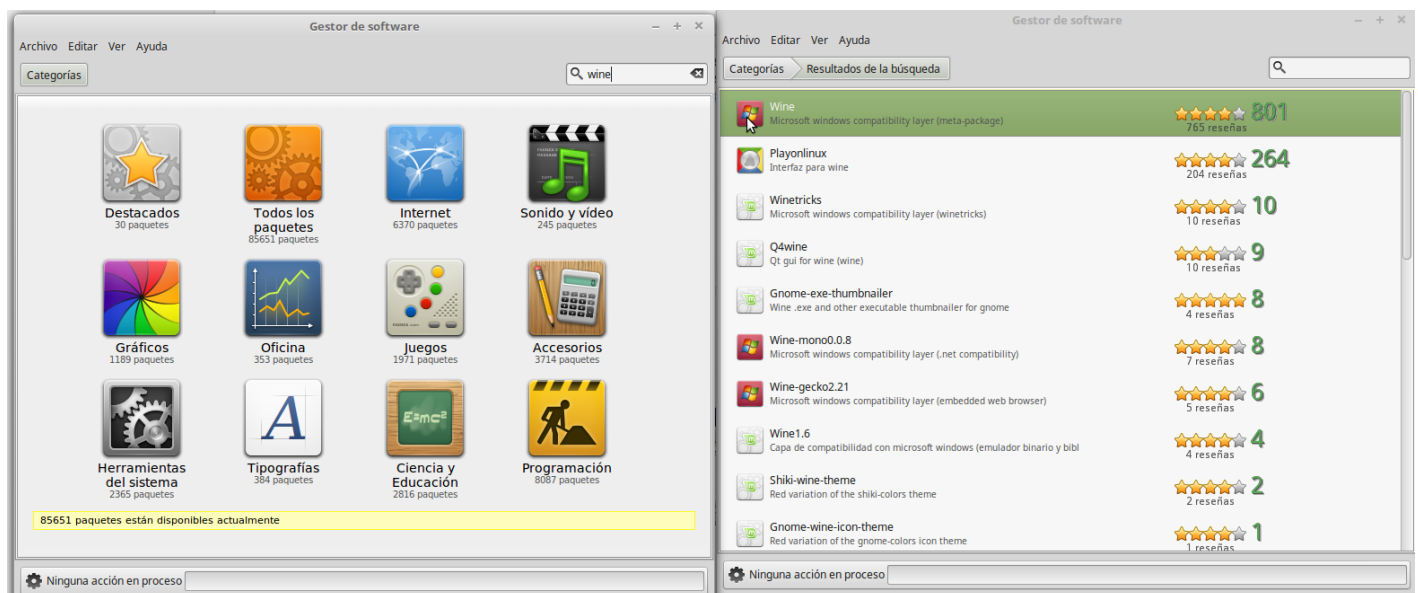 Gestor de software
Archivo Editar Ver Ayuda
Categorías
wine
Destacados
30 paquetes
Todos los
paquetes
85651 paquetes
Internet
6370 paquetes
Sonido y vídeo
245 paquetes
Gráficos
1189 paquetes
Oficina
353 paquetes
Juegos
1971 paquetes
Accesorios
3714 paquetes
E=mc²
A
Herramientas
del sistema
2365 paquetes
Tipografías
384 paquetes
Ciencia y
Educación
2816 paquetes
Programación
8087 paquetes
85651 paquetes están disponibles actualmente
Ninguna acción en proceso
Gestor de software
Archivo Editar Ver Ayuda
Categorías Resultados de la búsqueda
Wine
Microsoft windows compatibility layer (meta-package)
801
765 reseñas
Playonlinux
Interfaz para wine
264
204 reseñas
Winetricks
Microsoft windows compatibility layer (winetricks)
10
10 reseñas
Q4wine
Qt gui for wine (wine)
9
10 reseñas
Gnome-exe-thumbnailer
Wine .exe and other executable thumbnailer for gnome
8
4 reseñas
Wine-mono0.0.8
Microsoft windows compatibility layer (.net compatibility)
8
7 reseñas
Wine-gecko2.21
Microsoft windows compatibility layer (embedded web browser)
6
5 reseñas
Wine1.6
Capa de compatibilidad con microsoft windows (emulador binario y bibl
4
4 reseñas
Shiki-wine-theme
Red variation of the shiki-colors theme
2
2 reseñas
Gnome-wine-icon-theme
Red variation of the gnome-colors icon theme
1
1 reseñas
Ninguna acción en proceso